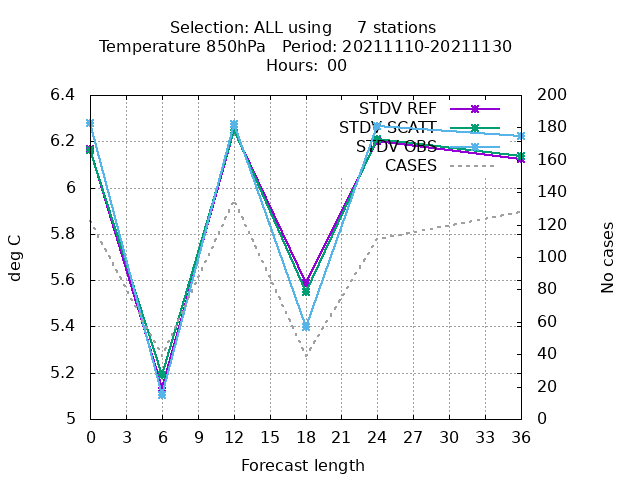 Selection: ALL using     7 stations
Temperature 850hPa   Period: 20211110-20211130
Hours:  00
6.4
6.2
6
5.8
5.6
5.4
5.2
5
deg C
STDV REF
STDV SCATT
STDV OBS
CASES
200
180
160
140
120
100
80
60
40
20
0
No cases
0 3 6 9 12 15 18 21 24 27 30 33 36
Forecast length